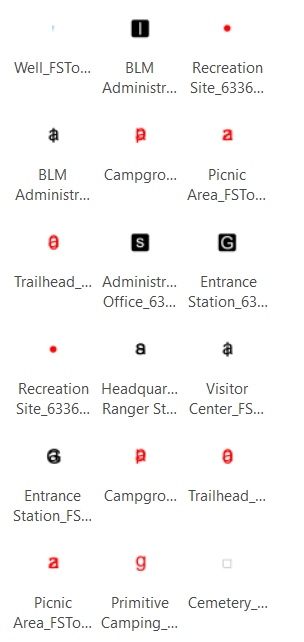 Well_FSTo...
BLM
Administr...
Recreation
Site_6336...
BLM
Administr...
Campgro...
Picnic
Area_FSTo...
Trailhead_...
S
Administr...
Office_63...
G
Entrance
Station_63...
Recreation
Site_6336...
a
Headquar...
Ranger St...
Visitor
Center_FS...
Entrance
Station_FS...
Campgro...
Trailhead_...
a
Picnic
Area_FSTo...
g
Primitive
Camping_...
Cemetery_...